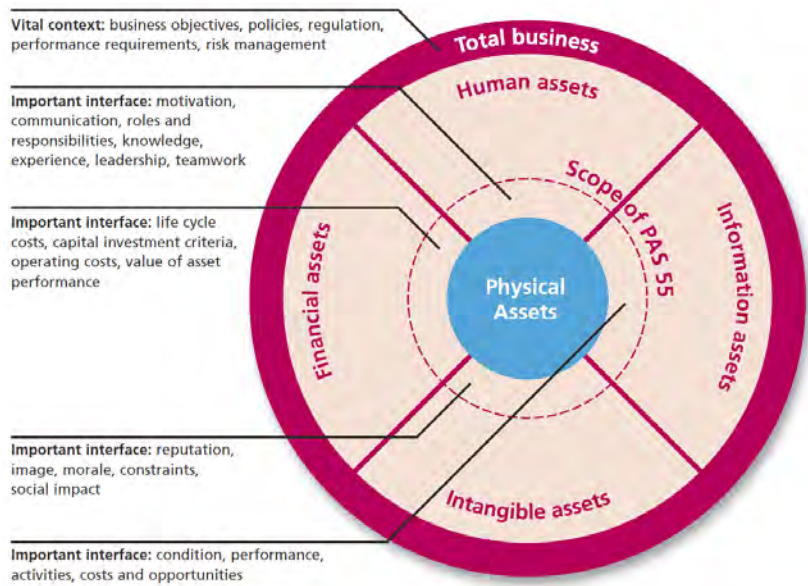 Vital context: business objectives, policies, regulation,
performance requirements, risk management
Important interface: motivation,
communication, roles and
responsibilities, knowledge,
experience, leadership, teamwork
Important interface: life cycle
costs, capital investment criteria,
operating costs, value of asset
performance
Important interface: reputation,
image, morale, constraints,
social impact
Important interface: condition, performance,
activities, costs and opportunities
Total business
Human assets
Scope of PAS 55
Information assets
Financial assets
Physical
Assets
Intangible assets